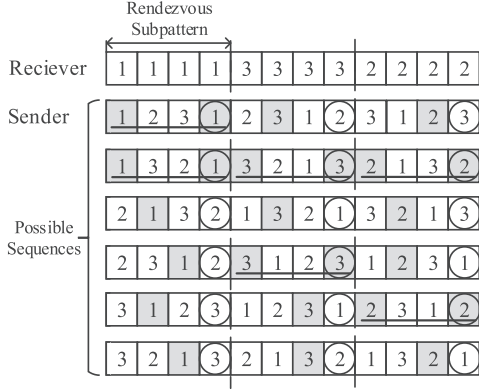 Rendezvous
Subpattern
Reciever 1 1 1 1 3 3 3 3 2 2 2 2
Sender 1 2 3 1 2 3 1 2 3 1 2 3
1 3 2 1 3 2 1 3 2 1 3 2
2 1 3 2 1 3 2 1 3 2 1 3
Possible
Sequences
2 3 1 2 3 1 2 3 1 2 3 1
3 1 2 3 1 2 3 1 2 3 1 2
3 2 1 3 2 1 3 2 1 3 2 1